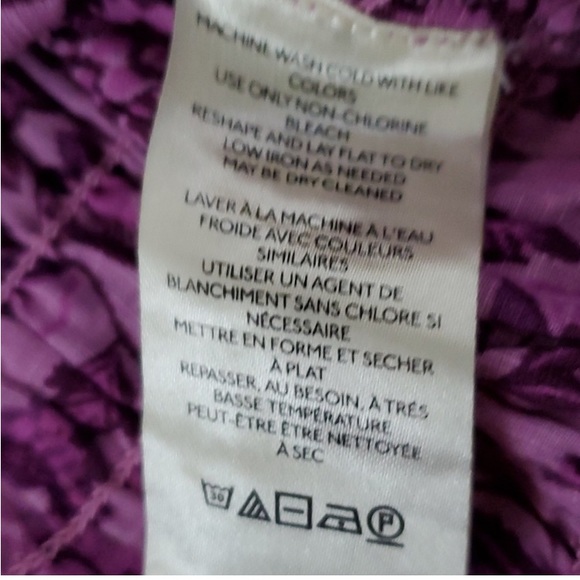 MACHINE WASH COLD WITH LIKE
COLORS
USE ONLY NON-CHLORINE
BLEACH
RESHAPE AND LAY FLAT TO DRY
LOW IRON AS NEEDED
MAY BE DRY CLEANED
LAVER À LA MACHINE À L'EAU
FROIDE AVEC COULEURS
SIMILAIRES
UTILISER UN AGENT DE
BLANCHIMENT SANS CHLORE SI
NÉCESSAIRE
METTRE EN FORME ET SECHER
À PLAT
REPASSER, AU BESOIN, À TRÉS
BASSE TEMPÉRATURE
PEUT-ÊTRE ÊTRE NETTOYÉE
À SEC
30 P